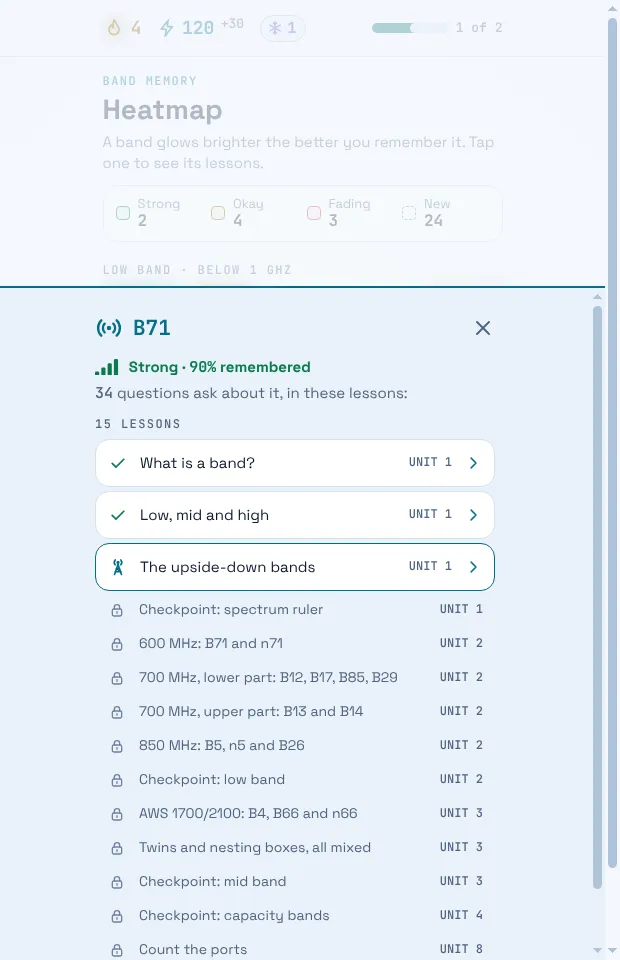 4 120 +30 1 1 of 2
BAND MEMORY
Heatmap
A band glows brighter the better you remember it. Tap
one to see its lessons.
Strong Okay Fading New
2 4 3 24
LOW BAND · BELOW 1 GHZ
B71
Strong · 90% remembered
34 questions ask about it, in these lessons:
15 LESSONS
What is a band? UNIT 1
Low, mid and high UNIT 1
The upside-down bands UNIT 1
Checkpoint: spectrum ruler UNIT 1
600 MHz: B71 and n71 UNIT 2
700 MHz, lower part: B12, B17, B85, B29 UNIT 2
700 MHz, upper part: B13 and B14 UNIT 2
850 MHz: B5, n5 and B26 UNIT 2
Checkpoint: low band UNIT 2
AWS 1700/2100: B4, B66 and n66 UNIT 3
Twins and nesting boxes, all mixed UNIT 3
Checkpoint: mid band UNIT 3
Checkpoint: capacity bands UNIT 4
Count the ports UNIT 8